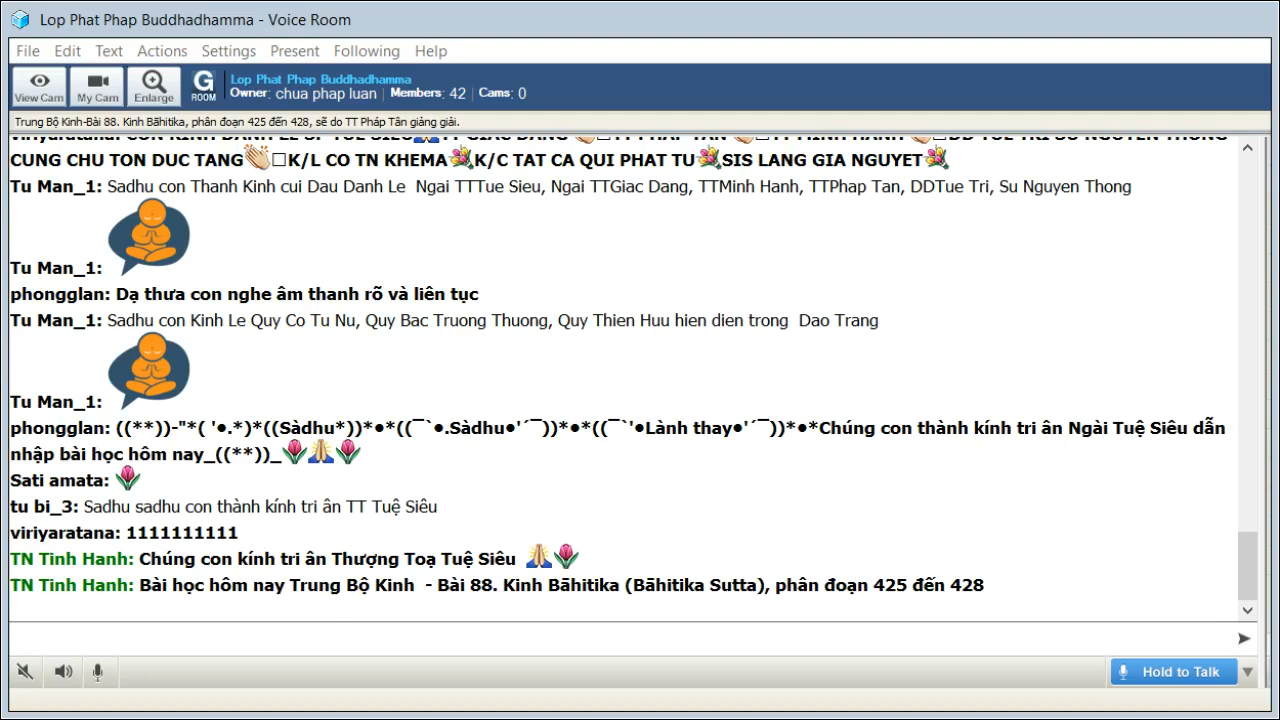 Lop Phat Phap Buddhadhamma - Voice Room
File Edit Text Actions Settings Present Following Help
View Cam My Cam Enlarge G ROOM Lop Phat Phap Buddhadhamma
Owner: chua phap luan Members: 42 Cams: 0
Trung Bộ Kinh-Bài 88. Kinh Bāhitika, phân đoạn 425 đến 428, sẽ do TT Pháp Tân giảng giải.
viriyaratana: CON KINH DANH LE SP TUE SIEU TT GIAC DANG TT PHAP TAN TT MINH HANH DD TUE TRI SU NGUYEN THONG
CUNG CHU TON DUC TANG K/L CO TN KHEMA K/C TAT CA QUI PHAT TU SIS LANG GIA NGUYET
Tu Man_1: Sadhu con Thanh Kinh cui Dau Danh Le Ngai TTTue Sieu, Ngai TTGiac Dang, TTMinh Hanh, TTPhap Tan, DDTue Tri, Su Nguyen Thong
Tu Man_1:
phongglan: Dạ thưa con nghe âm thanh rõ và liên tục
Tu Man_1: Sadhu con Kinh Le Quy Co Tu Nu, Quy Bac Truong Thuong, Quy Thien Huu hien dien trong Dao Trang
Tu Man_1:
phongglan: ((**))-"*( '●.*)*((Sàdhu*))*●*((¯`●.Sàdhu●'´¯))*●*((¯`'●Lành thay●'´¯))*●*Chúng con thành kính tri ân Ngài Tuệ Siêu dẫn
nhập bài học hôm nay_((**))_
Sati amata:
tu bi_3: Sadhu sadhu con thành kính tri ân TT Tuệ Siêu
viriyaratana: 1111111111
TN Tinh Hanh: Chúng con kính tri ân Thượng Toạ Tuệ Siêu
TN Tinh Hanh: Bài học hôm nay Trung Bộ Kinh - Bài 88. Kinh Bāhitika (Bāhitika Sutta), phân đoạn 425 đến 428
Hold to Talk